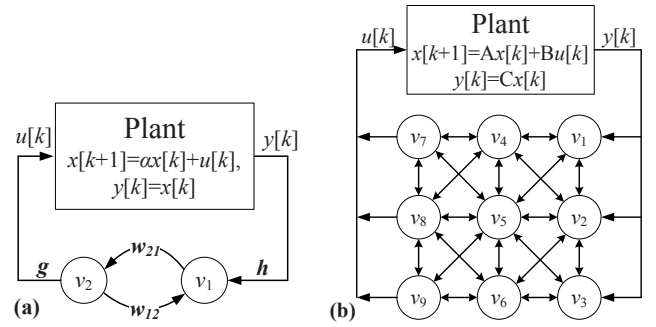 Plant
x[k+1]=αx[k]+u[k],
y[k]=x[k]
u[k]
y[k]
g
v₂
w₂₁
w₁₂
v₁
h
(a)
Plant
x[k+1]=Ax[k]+Bu[k]
y[k]=Cx[k]
u[k]
y[k]
v₇ v₄ v₁
v₈ v₅ v₂
v₉ v₆ v₃
(b)